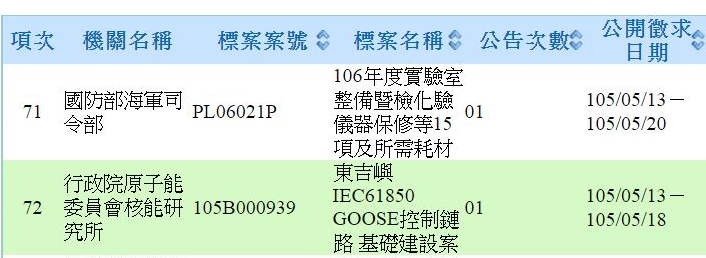 項次 機關名稱 標案案號 標案名稱 公告次數 公開徵求日期
71 國防部海軍司令部 PL06021P 106年度實驗室整備暨檢化驗儀器保修等15項及所需耗材 01 105/05/13－105/05/20
72 行政院原子能委員會核能研究所 105B000939 東吉嶼IEC61850 GOOSE控制鏈路 基礎建設案 01 105/05/13－105/05/18